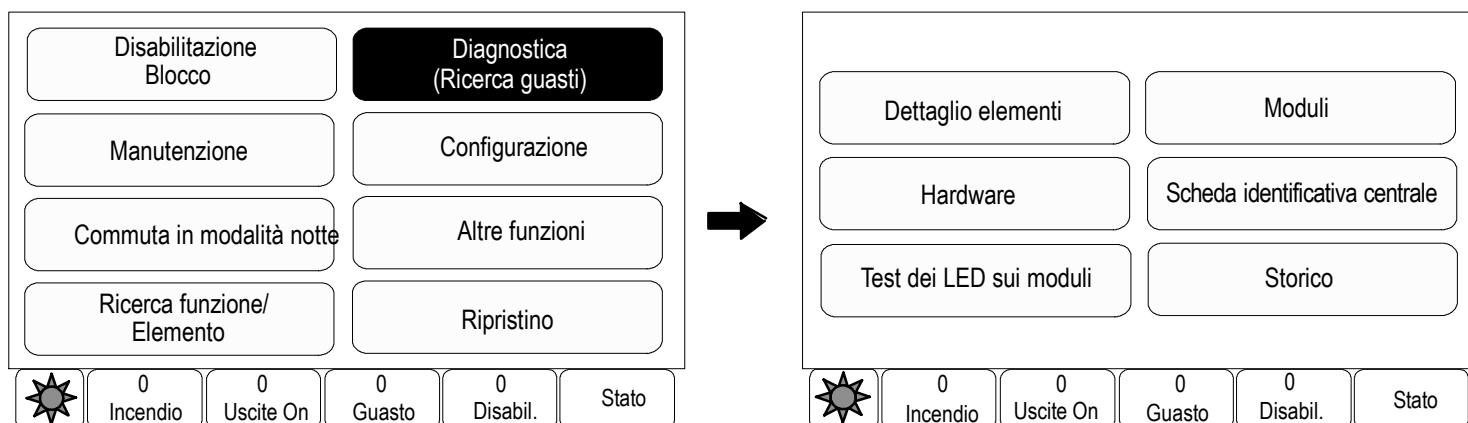 Disabilitazione
Blocco
Diagnostica
(Ricerca guasti)
Manutenzione
Configurazione
Commuta in modalità notte
Altre funzioni
Ricerca funzione/
Elemento
Ripristino
0
Incendio
0
Uscite On
0
Guasto
0
Disabil.
Stato
Dettaglio elementi
Moduli
Hardware
Scheda identificativa centrale
Test dei LED sui moduli
Storico
0
Incendio
0
Uscite On
0
Guasto
0
Disabil.
Stato